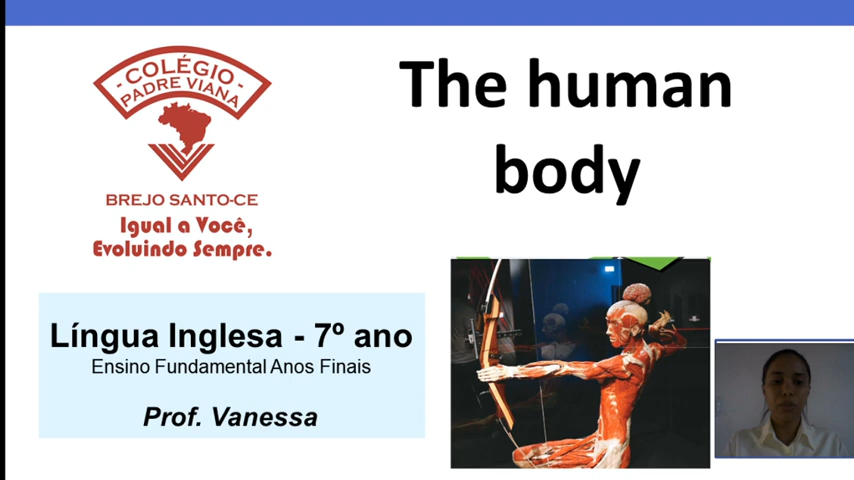 COLÉGIO
PADRE VIANA
BREJO SANTO-CE
Igual a Você,
Evoluindo Sempre.
The human
body
Língua Inglesa - 7º ano
Ensino Fundamental Anos Finais
Prof. Vanessa